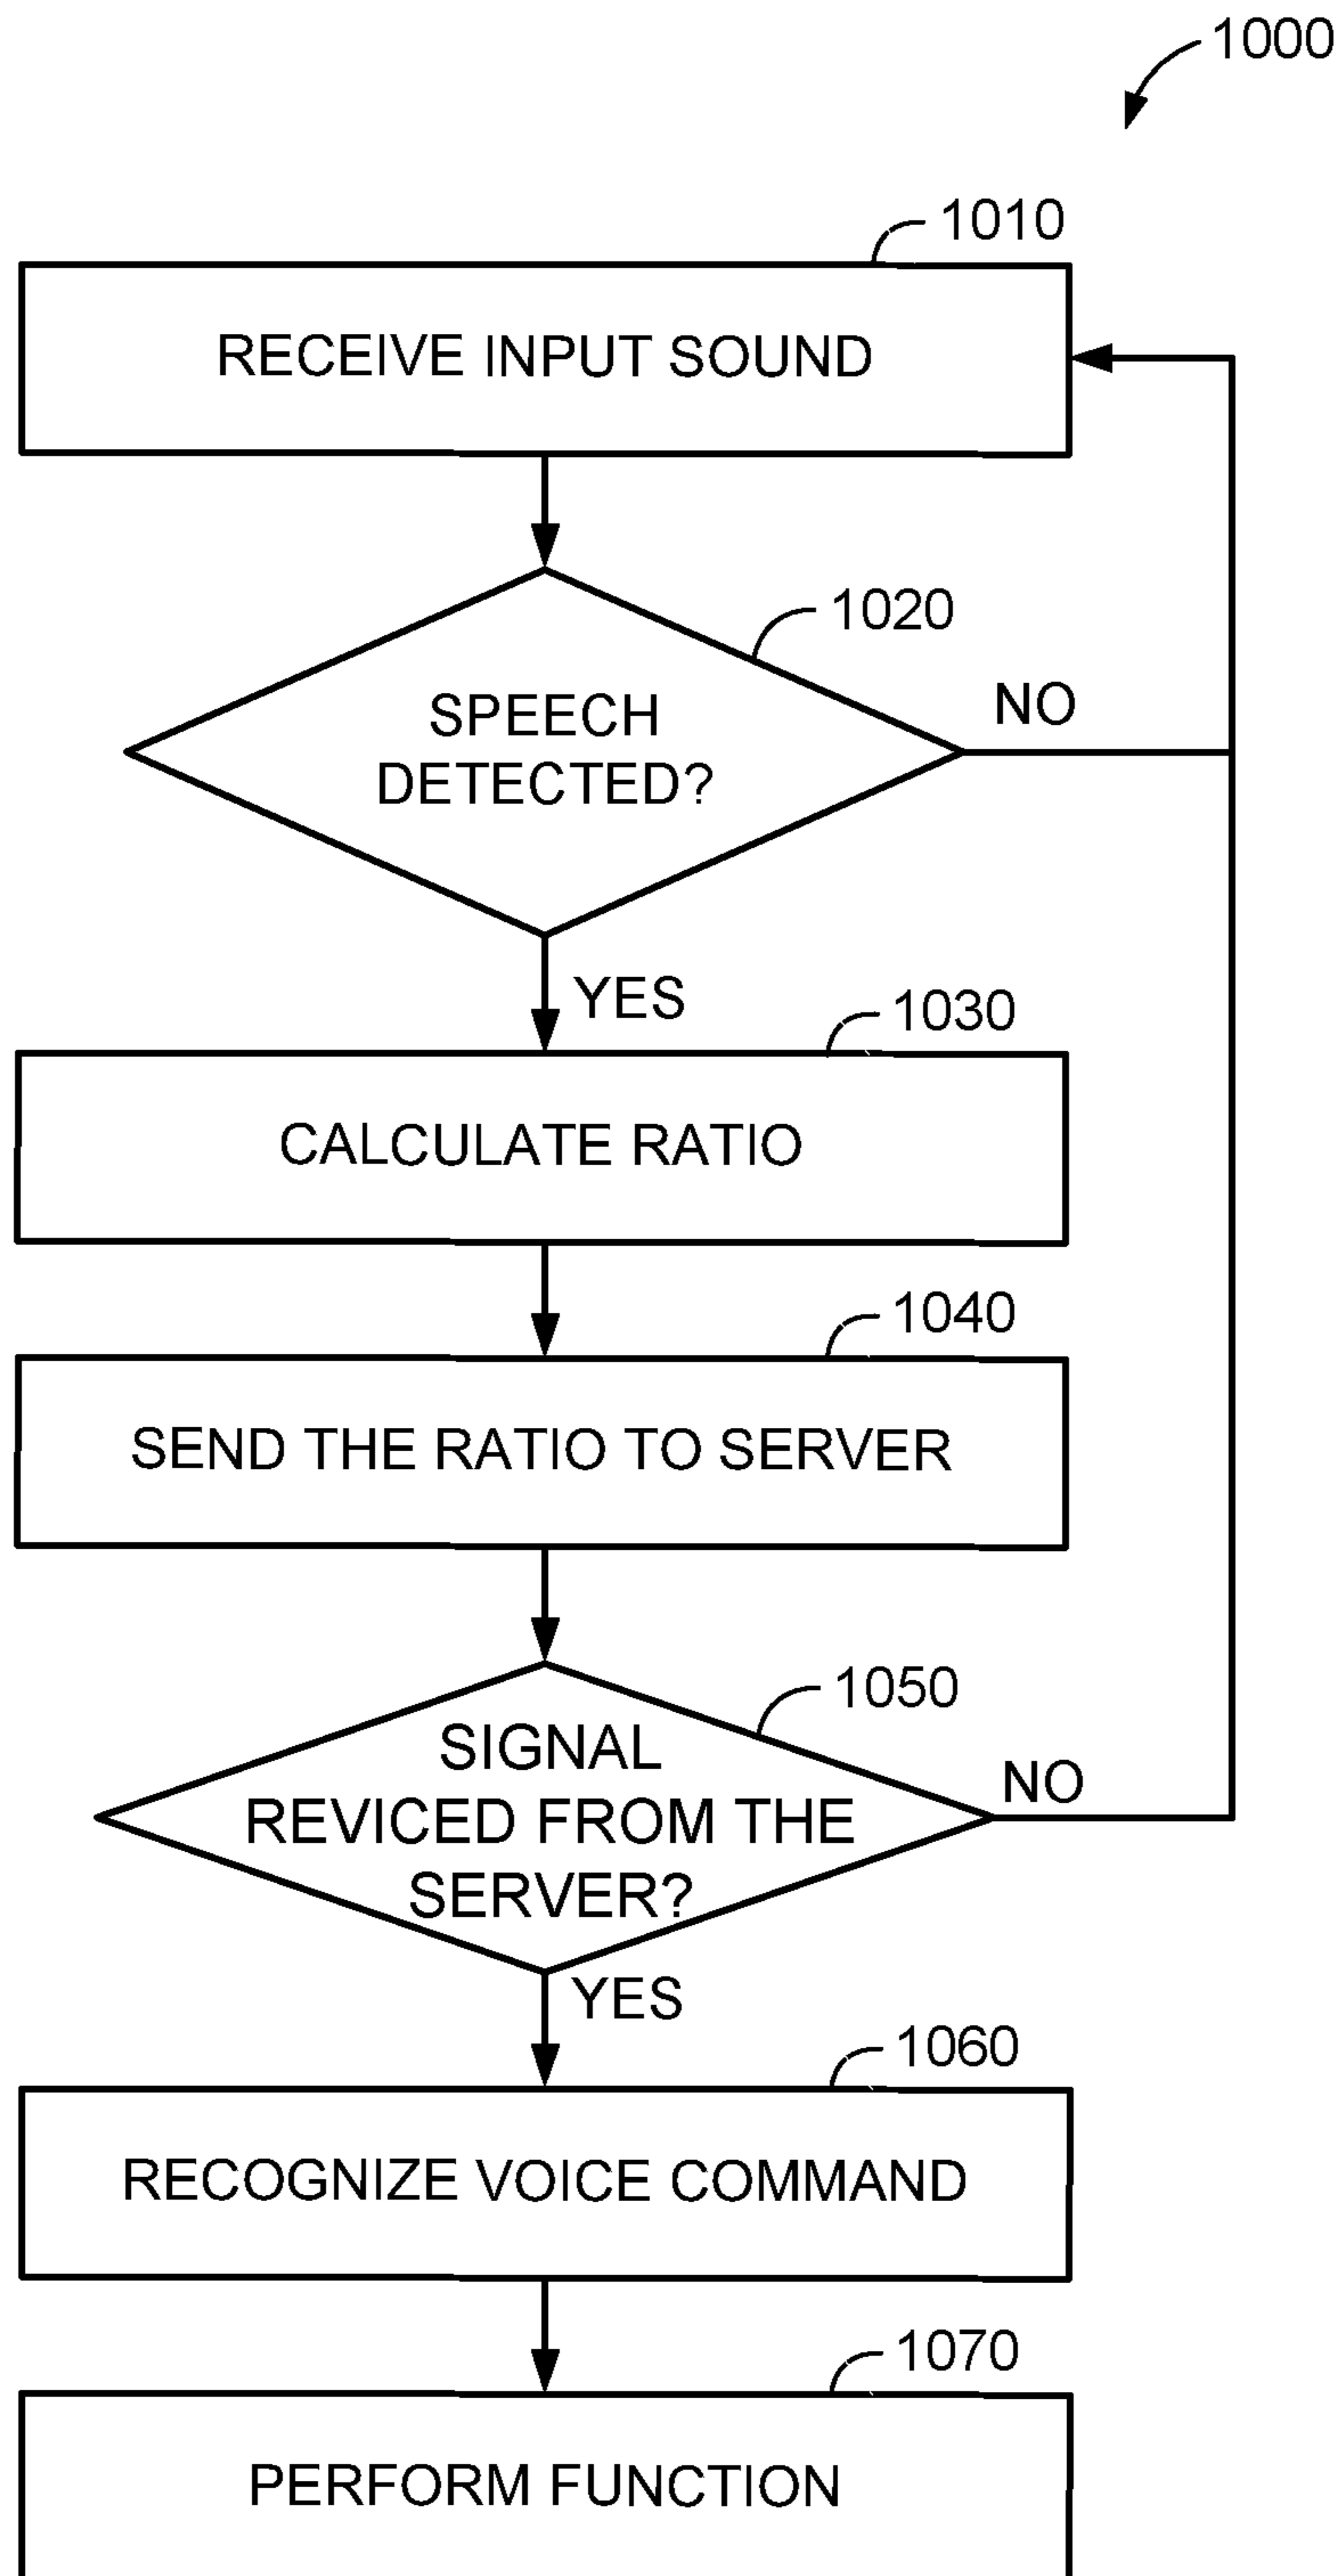 1000
1010
RECEIVE INPUT SOUND
1020
SPEECH
DETECTED?
NO
YES
1030
CALCULATE RATIO
1040
SEND THE RATIO TO SERVER
1050
SIGNAL
REVICED FROM THE
SERVER?
NO
YES
1060
RECOGNIZE VOICE COMMAND
1070
PERFORM FUNCTION